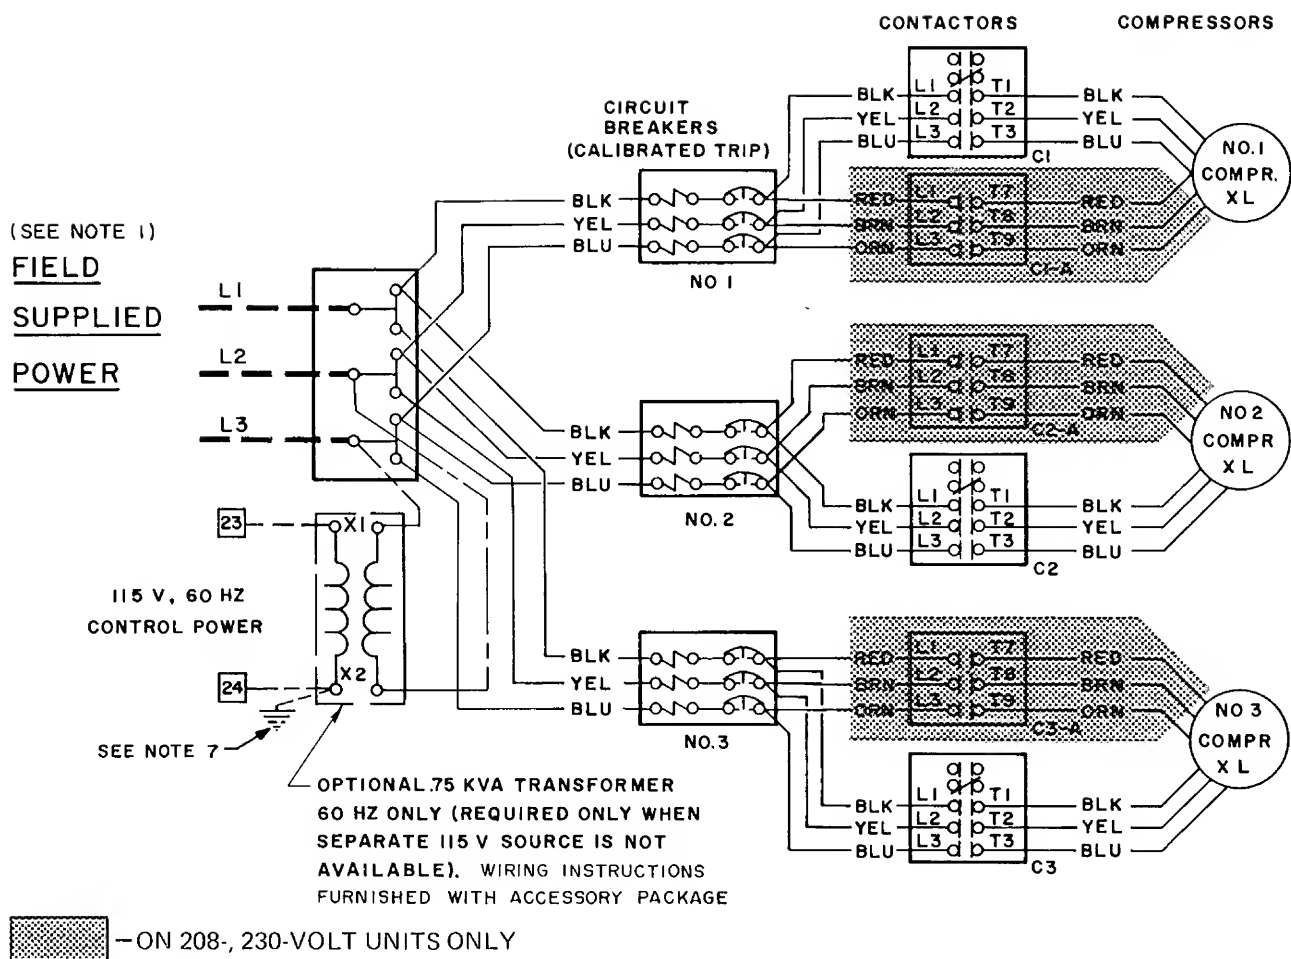 CONTACTORS COMPRESSORS
CIRCUIT
BREAKERS
(CALIBRATED TRIP)
BLK L1 T1 BLK
YEL L2 T2 YEL
BLU L3 T3 BLU
C1
NO.1
COMPR.
XL
BLK
YEL
BLU
NO 1
RED L1 T7 RED
BRN L2 T8 BRN
ORN L3 T9 ORN
C1-A
(SEE NOTE 1)
FIELD
SUPPLIED
POWER
L1
L2
L3
RED L1 T7 RED
BRN L2 T8 BRN
ORN L3 T9 ORN
C2-A
NO 2
COMPR
XL
BLK
YEL
BLU
NO. 2
BLK L1 T1 BLK
YEL L2 T2 YEL
BLU L3 T3 BLU
C2
23 X1
115 V, 60 HZ
CONTROL POWER
24 X2
SEE NOTE 7
BLK
YEL
BLU
NO.3
RED L1 T7 RED
BRN L2 T8 BRN
ORN L3 T9 ORN
C3-A
NO 3
COMPR
XL
BLK L1 T1 BLK
YEL L2 T2 YEL
BLU L3 T3 BLU
C3
OPTIONAL .75 KVA TRANSFORMER
60 HZ ONLY (REQUIRED ONLY WHEN
SEPARATE 115 V SOURCE IS NOT
AVAILABLE). WIRING INSTRUCTIONS
FURNISHED WITH ACCESSORY PACKAGE
—ON 208-, 230-VOLT UNITS ONLY